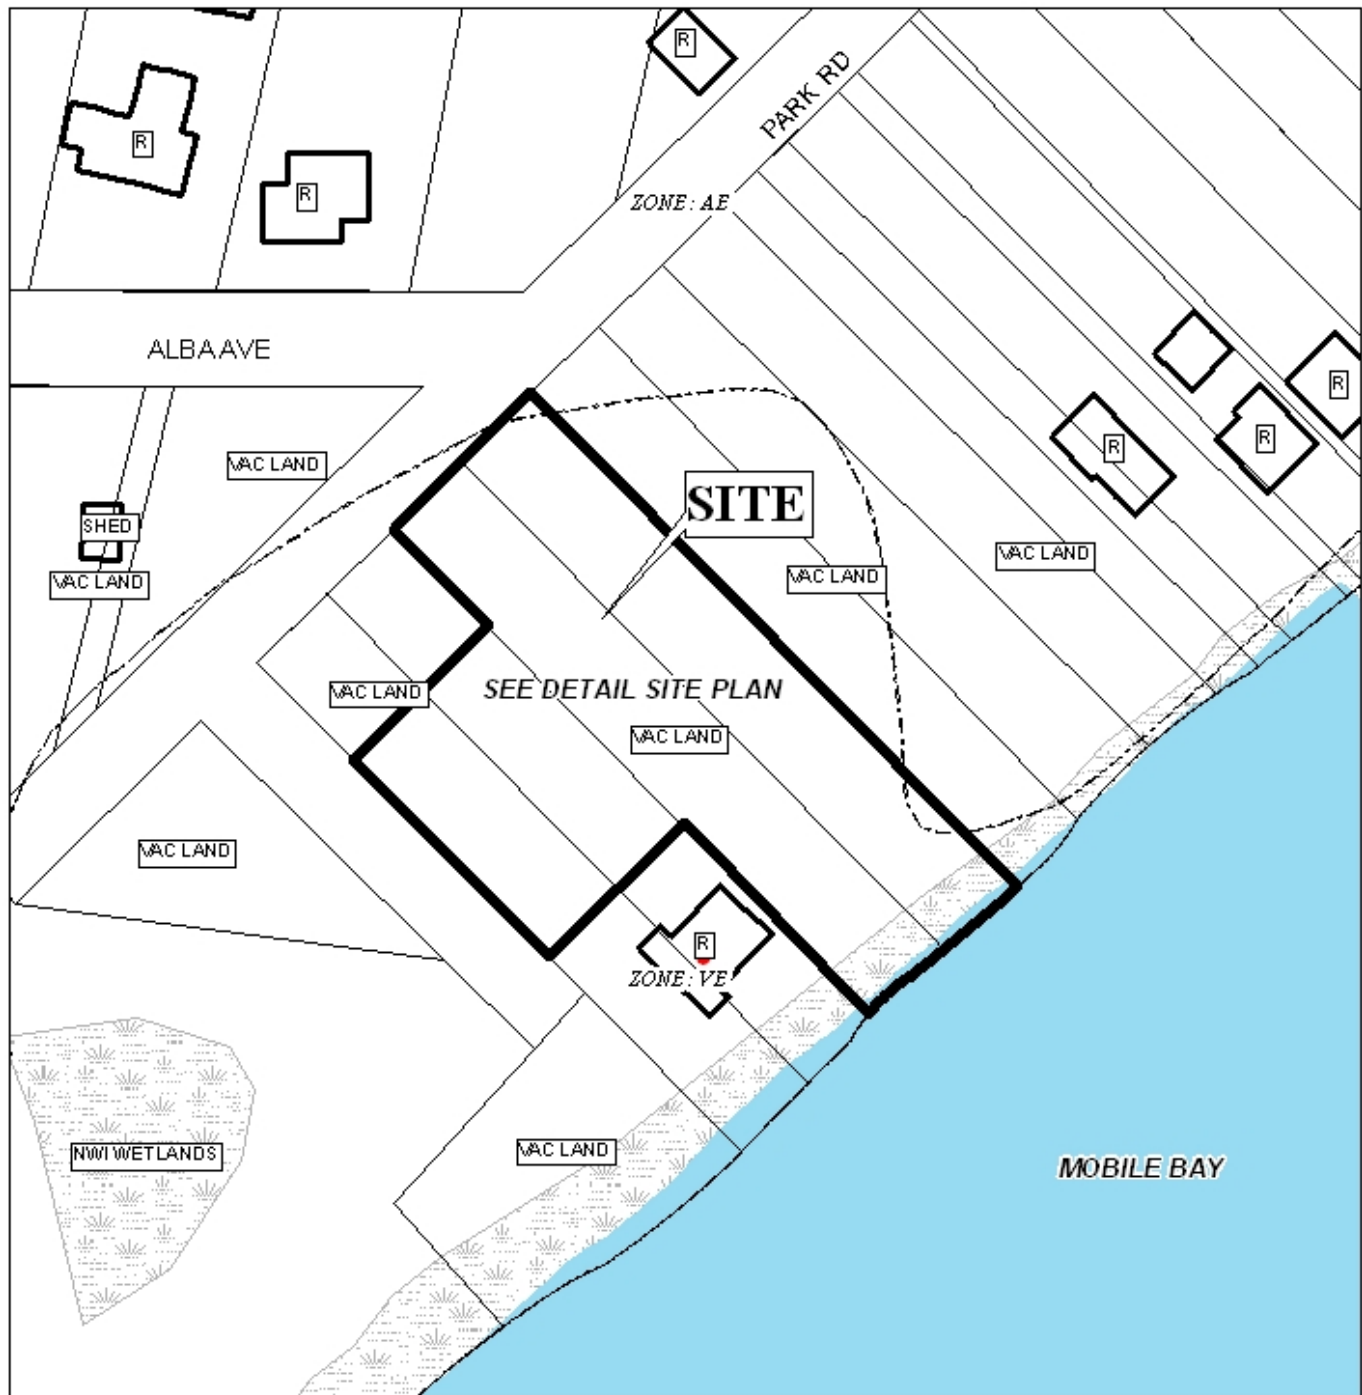 R
PARK RD
R
R
ZONE: AE
ALBA AVE
R
R
R
VAC LAND
SITE
SHED
VAC LAND
VAC LAND
VAC LAND
VAC LAND
SEE DETAIL SITE PLAN
VAC LAND
VAC LAND
R
ZONE: VE
NWI WETLANDS
VAC LAND
MOBILE BAY